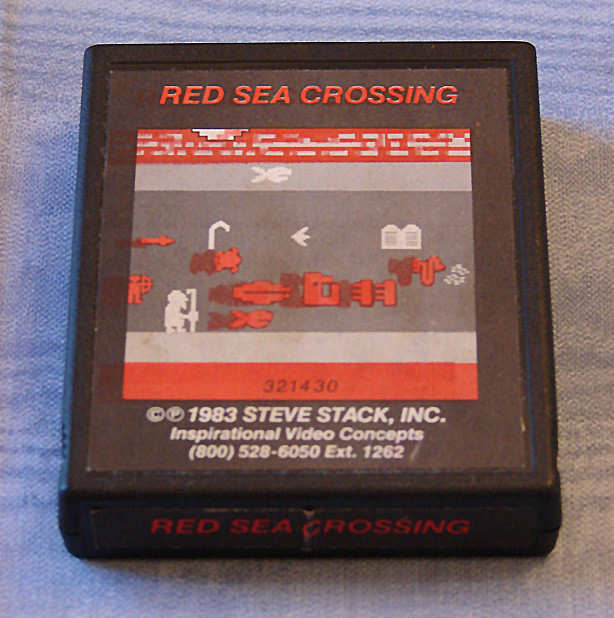 RED SEA CROSSING
321430
©℗ 1983 STEVE STACK, INC.
Inspirational Video Concepts
(800) 528-6050 Ext. 1262
RED SEA CROSSING